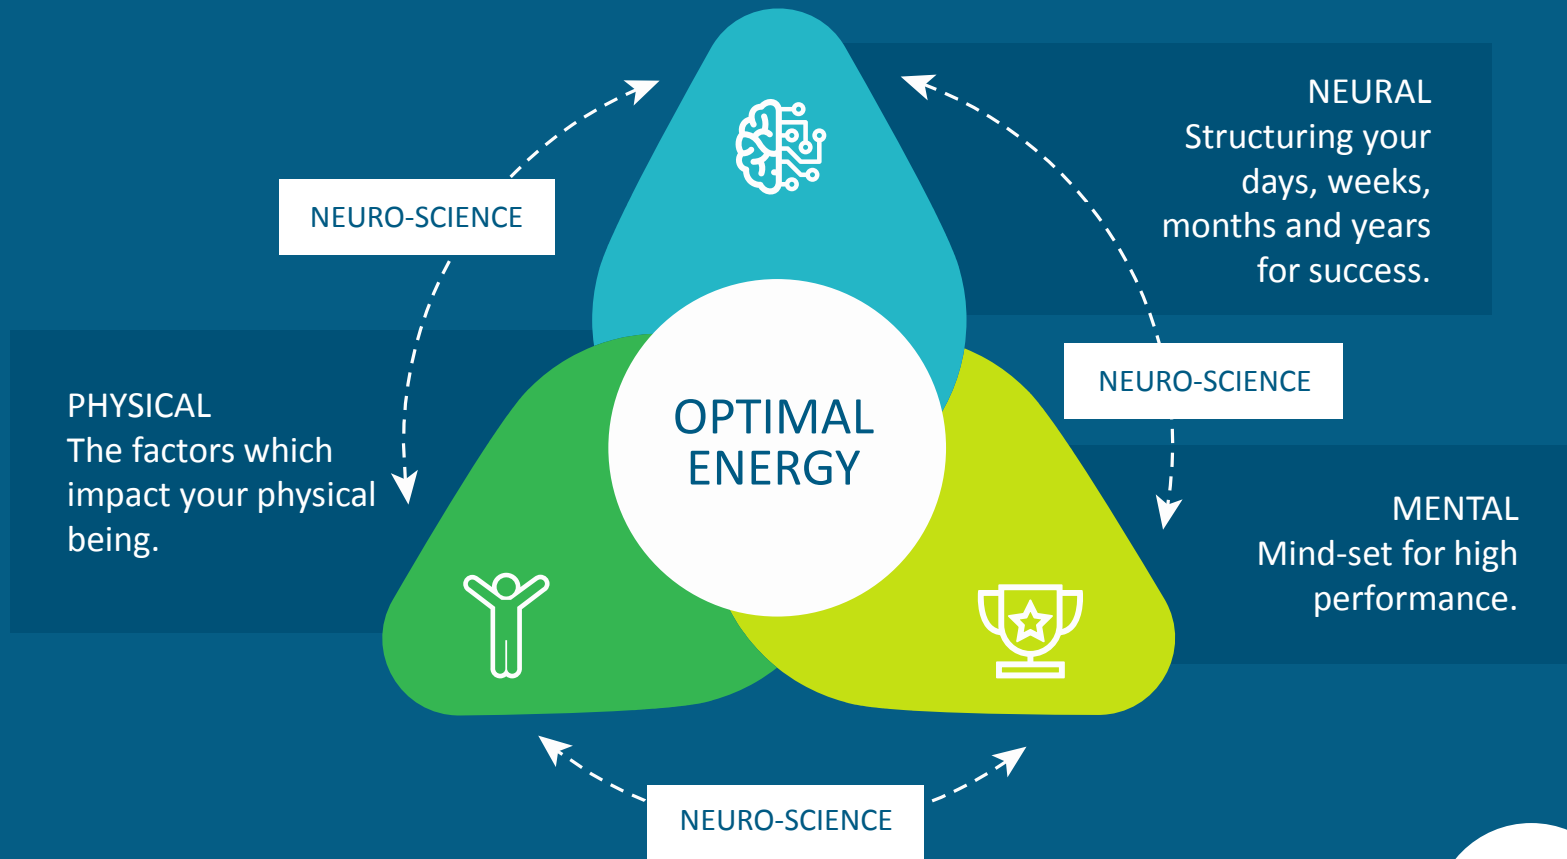 NEURAL
Structuring your
days, weeks,
months and years
for success.
NEURO-SCIENCE
NEURO-SCIENCE
PHYSICAL
The factors which
impact your physical
being.
OPTIMAL
ENERGY
MENTAL
Mind-set for high
performance.
NEURO-SCIENCE